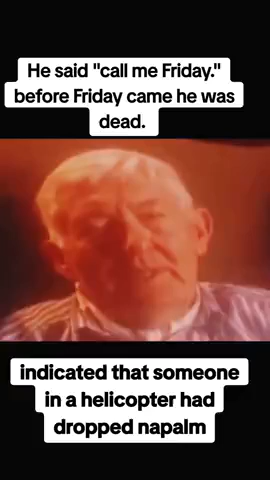 He said "call me Friday."
before Friday came he was
dead.
indicated that someone
in a helicopter had
dropped napalm